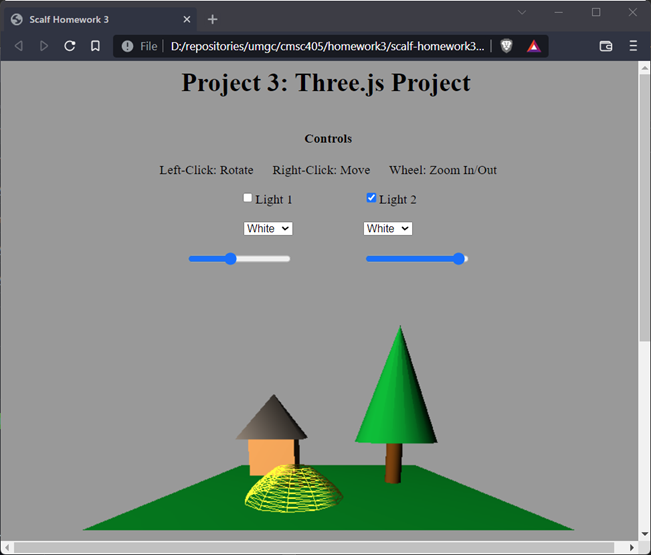 Scalf Homework 3
File D:/repositories/umgc/cmsc405/homework3/scalf-homework3...
Project 3: Three.js Project
Controls
Left-Click: Rotate Right-Click: Move Wheel: Zoom In/Out
Light 1 Light 2
White White